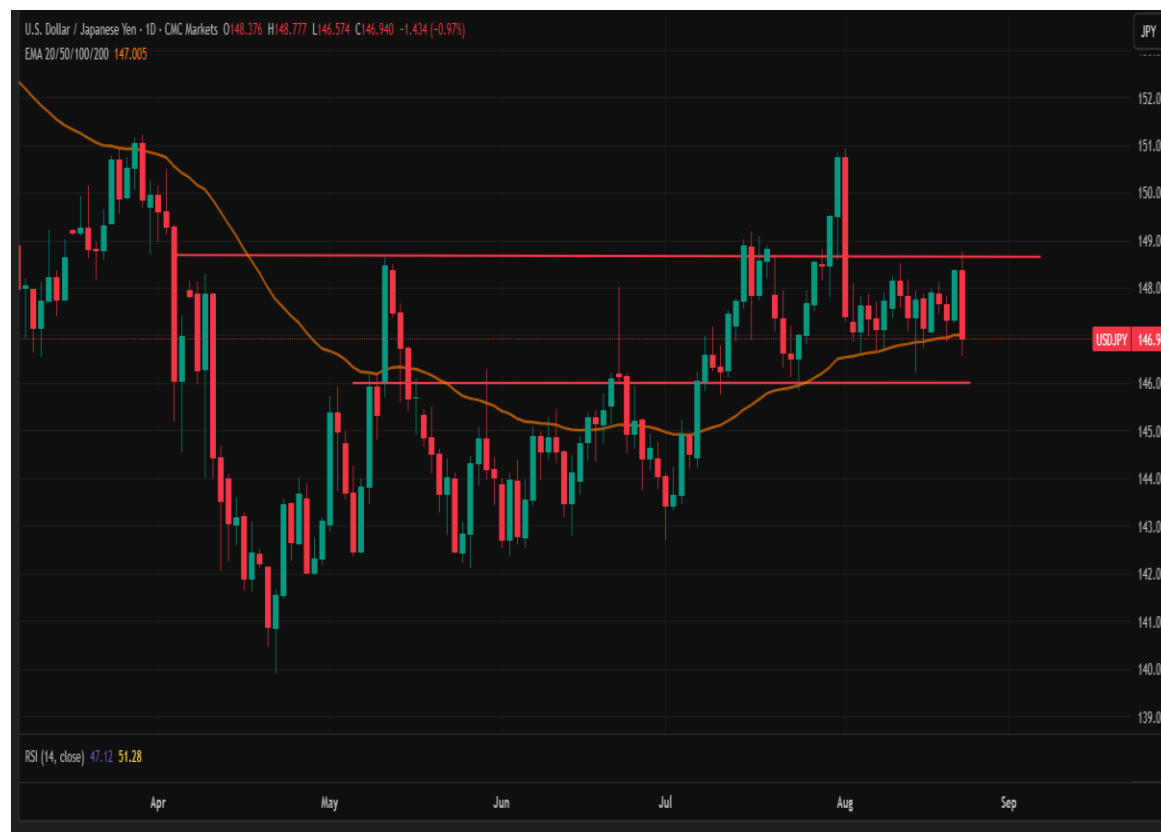 U.S. Dollar / Japanese Yen · 1D · CMC Markets O148.376 H148.777 L146.574 C146.940 −1.434 (−0.97%)
JPY
EMA 20/50/100/200 147.005
152.0
151.0
150.0
149.0
148.0
USDJPY 146.9
146.0
145.0
144.0
143.0
142.0
141.0
140.0
139.0
RSI (14, close) 47.12 51.28
Apr May Jun Jul Aug Sep